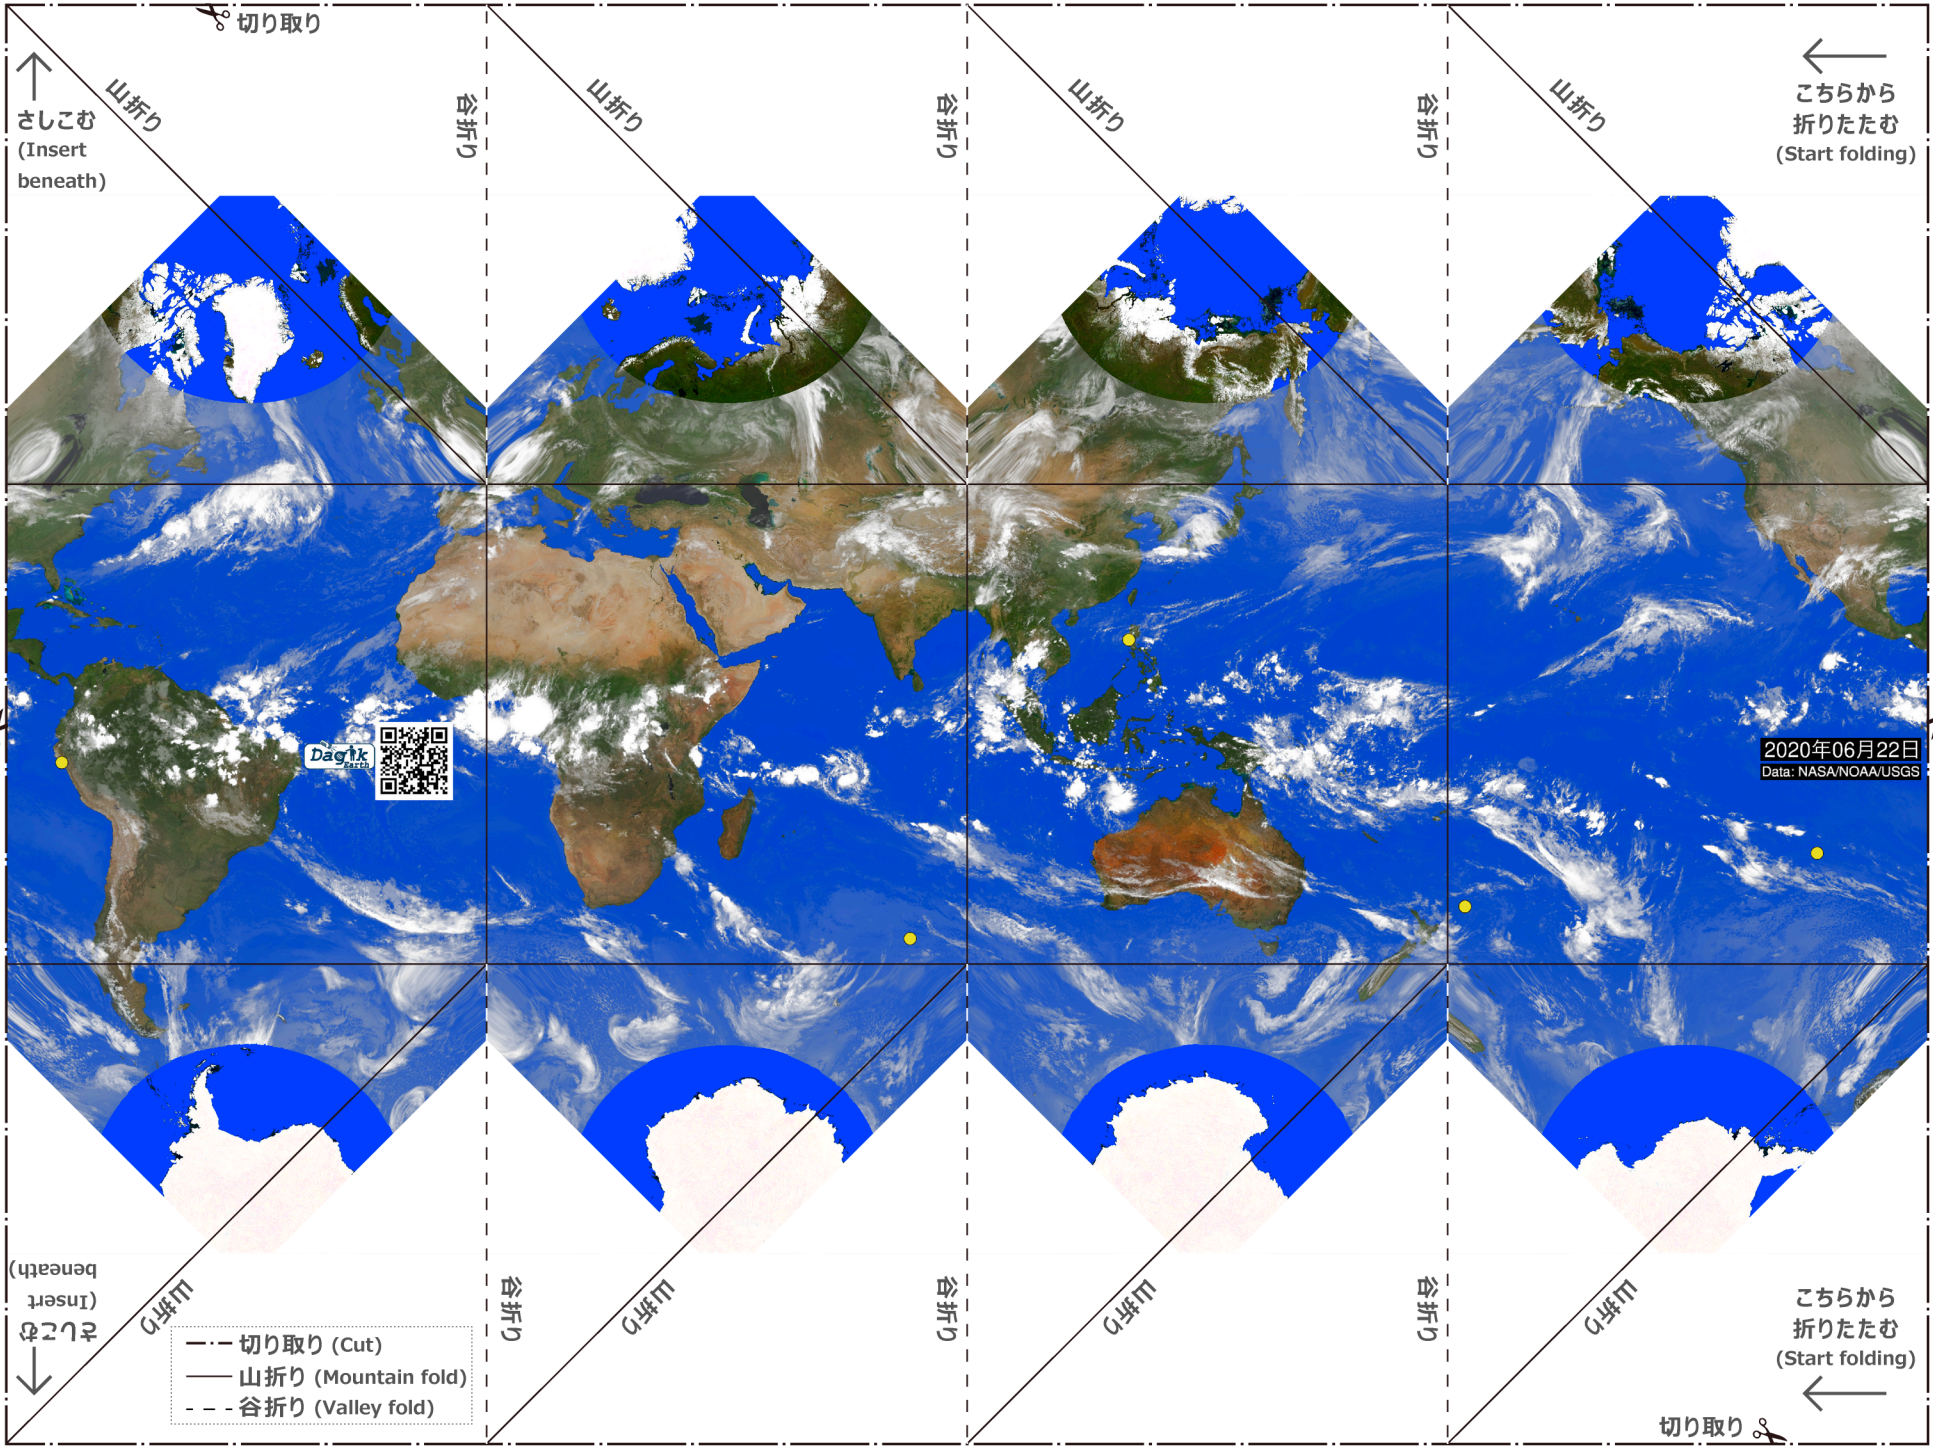 切り取り
山折り
谷折り
山折り
谷折り
山折り
谷折り
山折り
さしこむ
(Insert
beneath)
こちらから
折りたたむ
(Start folding)
Dagik
Earth
2020年06月22日
Data: NASA/NOAA/USGS
さしこむ
(Insert
beneath)
山折り
谷折り
山折り
谷折り
山折り
谷折り
山折り
こちらから
折りたたむ
(Start folding)
切り取り (Cut)
山折り (Mountain fold)
谷折り (Valley fold)
切り取り